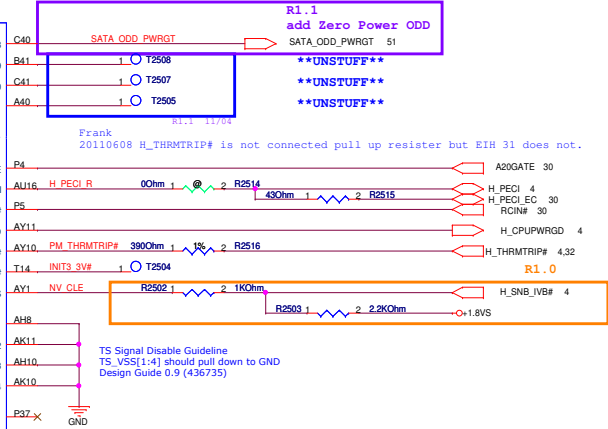 R1.1
add Zero Power ODD
C40 SATA_ODD_PWRGT SATA_ODD_PWRGT 51
B41 1 T2508 **UNSTUFF**
C41 1 T2507 **UNSTUFF**
A40 1 T2505 **UNSTUFF**
R1.1 11/04
Frank
20110608 H_THRMTRIP# is not connected pull up resister but EIH 31 does not.
P4 A20GATE 30
AU16 H_PECI_R 0Ohm 1 @ 2 R2514 H_PECI 4
43Ohm 1 2 R2515 H_PECI_EC 30
P5 RCIN# 30
AY11 H_CPUPWRGD 4
AY10 PM_THRMTRIP# 390Ohm 1 1% 2 R2516 H_THRMTRIP# 4,32
T14 INIT3_3V# 1 T2504 R1.0
AY1 NV_CLE R2502 1 2 1KOhm H_SNB_IVB# 4
R2503 1 2 2.2KOhm +1.8VS
AH8
AK11
TS Signal Disable Guideline
AH10 TS_VSS[1:4] should pull down to GND
Design Guide 0.9 (436735)
AK10
P37
GND